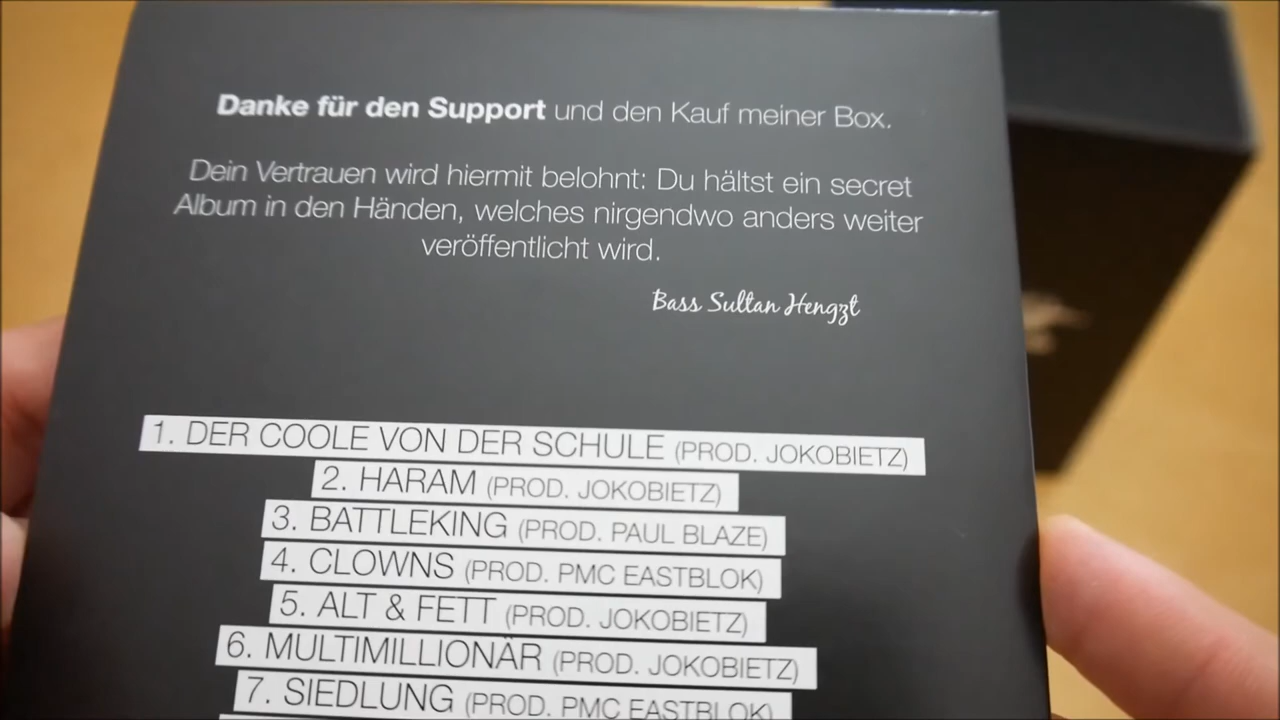 Danke für den Support und den Kauf meiner Box.
Dein Vertrauen wird hiermit belohnt: Du hältst ein secret
Album in den Händen, welches nirgendwo anders weiter
veröffentlicht wird.
Bass Sultan Hengzt
1. DER COOLE VON DER SCHULE (PROD. JOKOBIETZ)
2. HARAM (PROD. JOKOBIETZ)
3. BATTLEKING (PROD. PAUL BLAZE)
4. CLOWNS (PROD. PMC EASTBLOK)
5. ALT & FETT (PROD. JOKOBIETZ)
6. MULTIMILLIONÄR (PROD. JOKOBIETZ)
7. SIEDLUNG (PROD. PMC EASTBLOK)